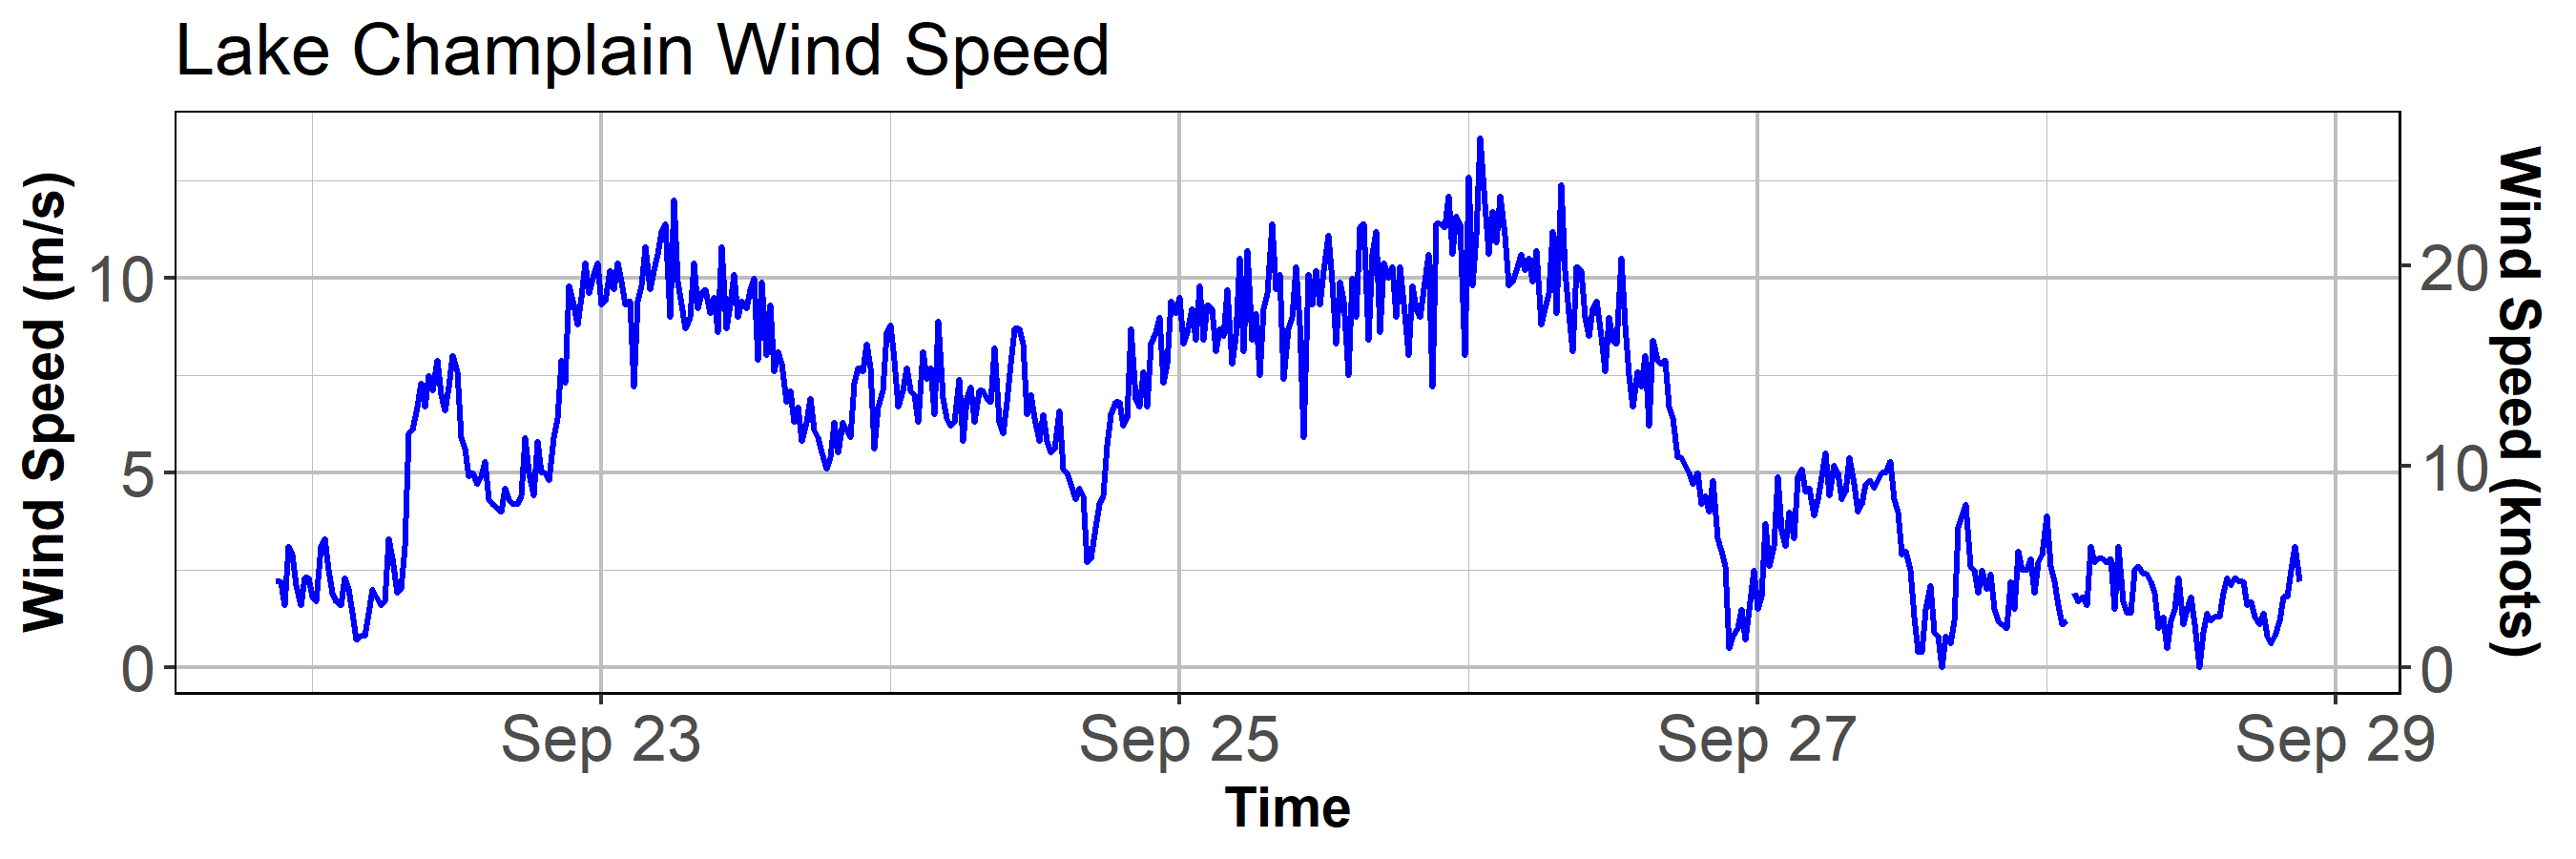 Lake Champlain Wind Speed
Wind Speed (m/s)
10
5
0
20
10
0
Wind Speed (knots)
Sep 23
Sep 25
Sep 27
Sep 29
Time